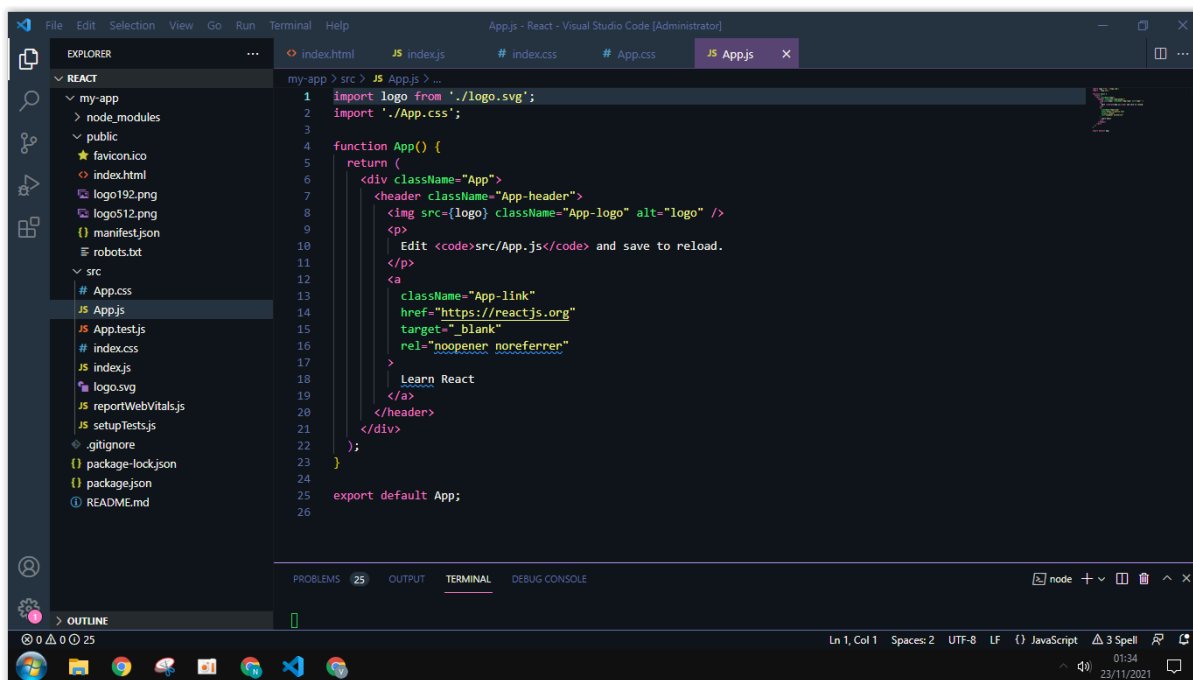 File Edit Selection View Go Run Terminal Help App.js - React - Visual Studio Code [Administrator]
EXPLORER
index.html JS index.js # index.css # App.css JS App.js
REACT
my-app > src > JS App.js > ...
my-app
node_modules
public
favicon.ico
<> index.html
logo192.png
logo512.png
{} manifest.json
robots.txt
src
# App.css
JS App.js
JS App.test.js
# index.css
JS index.js
logo.svg
JS reportWebVitals.js
JS setupTests.js
.gitignore
{} package-lock.json
{} package.json
README.md
OUTLINE
1 import logo from './logo.svg';
2 import './App.css';
3
4 function App() {
5 return (
6 <div className="App">
7 <header className="App-header">
8 <img src={logo} className="App-logo" alt="logo" />
9 <p>
10 Edit <code>src/App.js</code> and save to reload.
11 </p>
12 <a
13 className="App-link"
14 href="https://reactjs.org"
15 target="_blank"
16 rel="noopener noreferrer"
17 >
18 Learn React
19 </a>
20 </header>
21 </div>
22 );
23 }
24
25 export default App;
26
PROBLEMS 25 OUTPUT TERMINAL DEBUG CONSOLE node
1
0 0 25 Ln 1, Col 1 Spaces: 2 UTF-8 LF {} JavaScript 3 Spell
01:34
23/11/2021